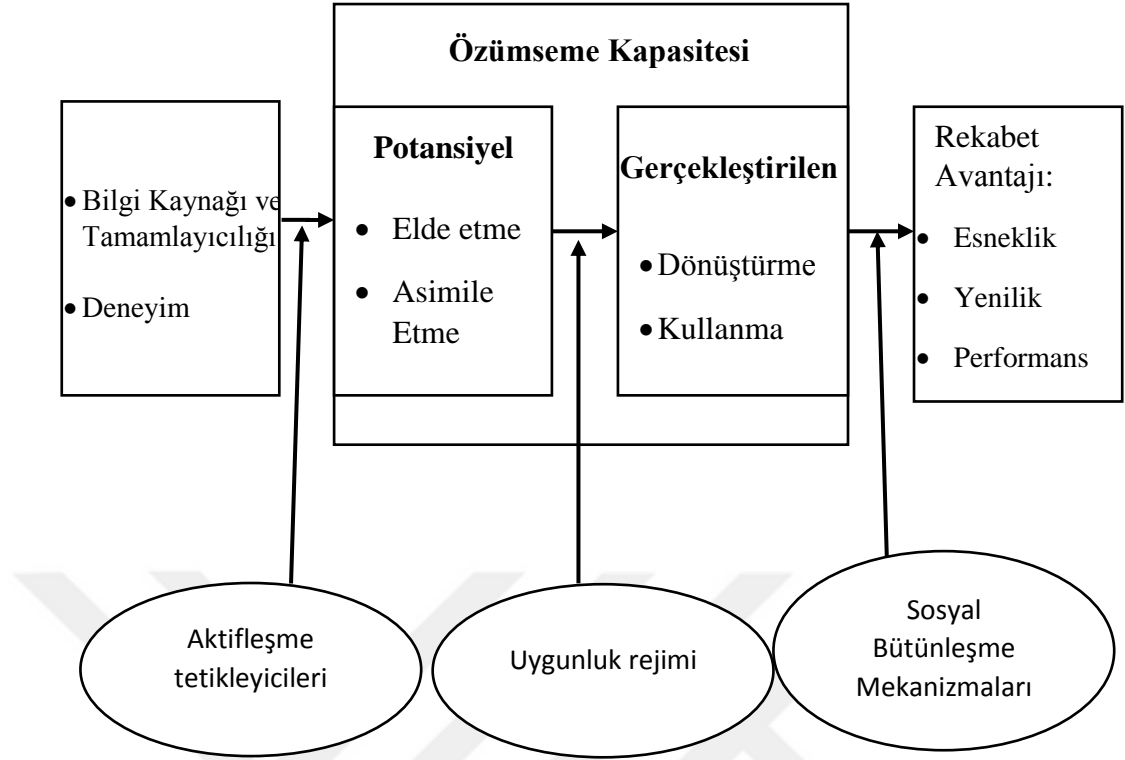 Özümseme Kapasitesi
• Bilgi Kaynağı ve
Tamamlayıcılığı
• Deneyim
Potansiyel
• Elde etme
• Asimile
Etme
Gerçekleştirilen
• Dönüştürme
• Kullanma
Rekabet
Avantajı:
• Esneklik
• Yenilik
• Performans
Aktifleşme
tetikleyicileri
Uygunluk rejimi
Sosyal
Bütünleşme
Mekanizmaları